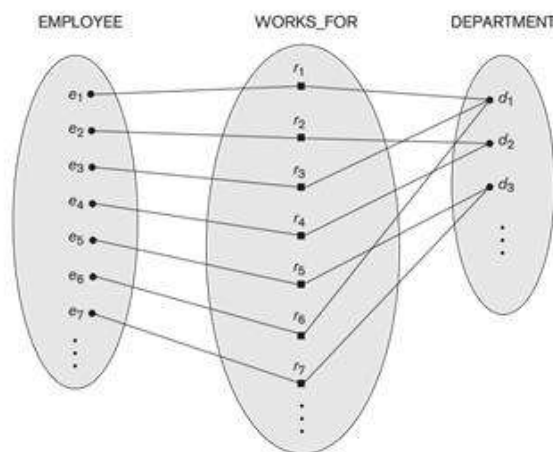 EMPLOYEE WORKS_FOR DEPARTMENT
e1
e2
e3
e4
e5
e6
e7
r1
r2
r3
r4
r5
r6
r7
d1
d2
d3